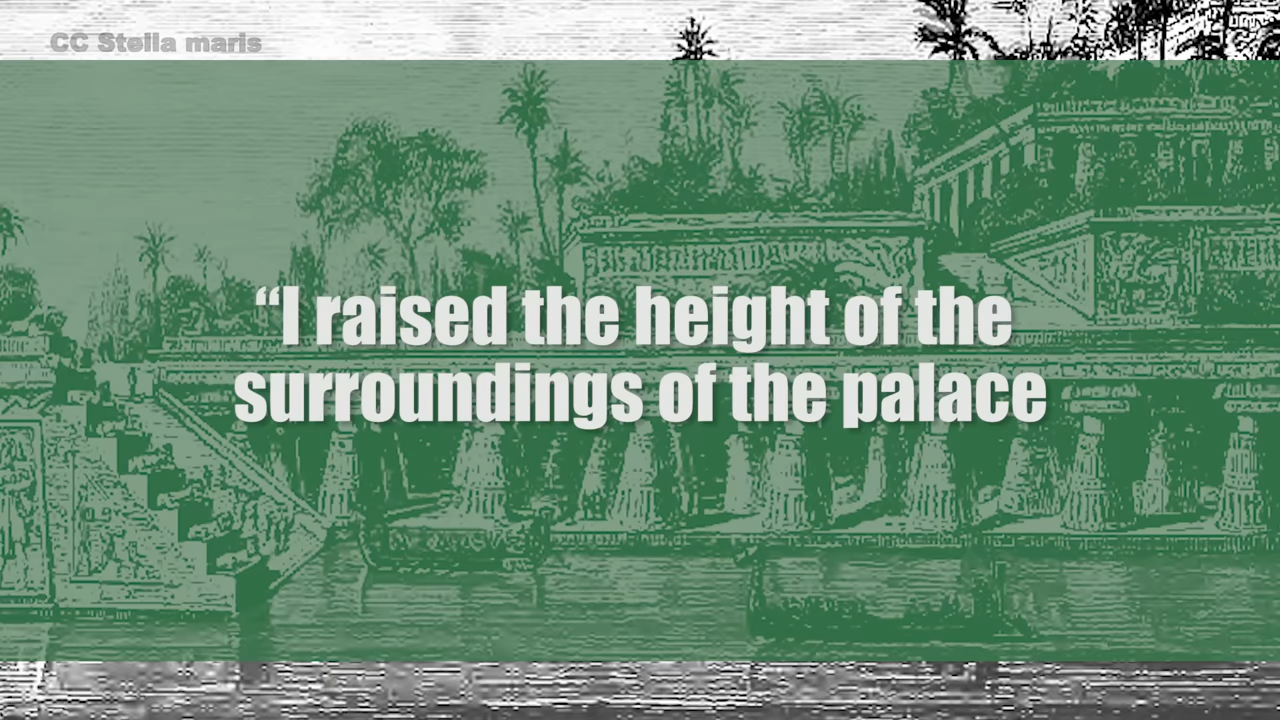 CC Stella maris
“I raised the height of the
surroundings of the palace